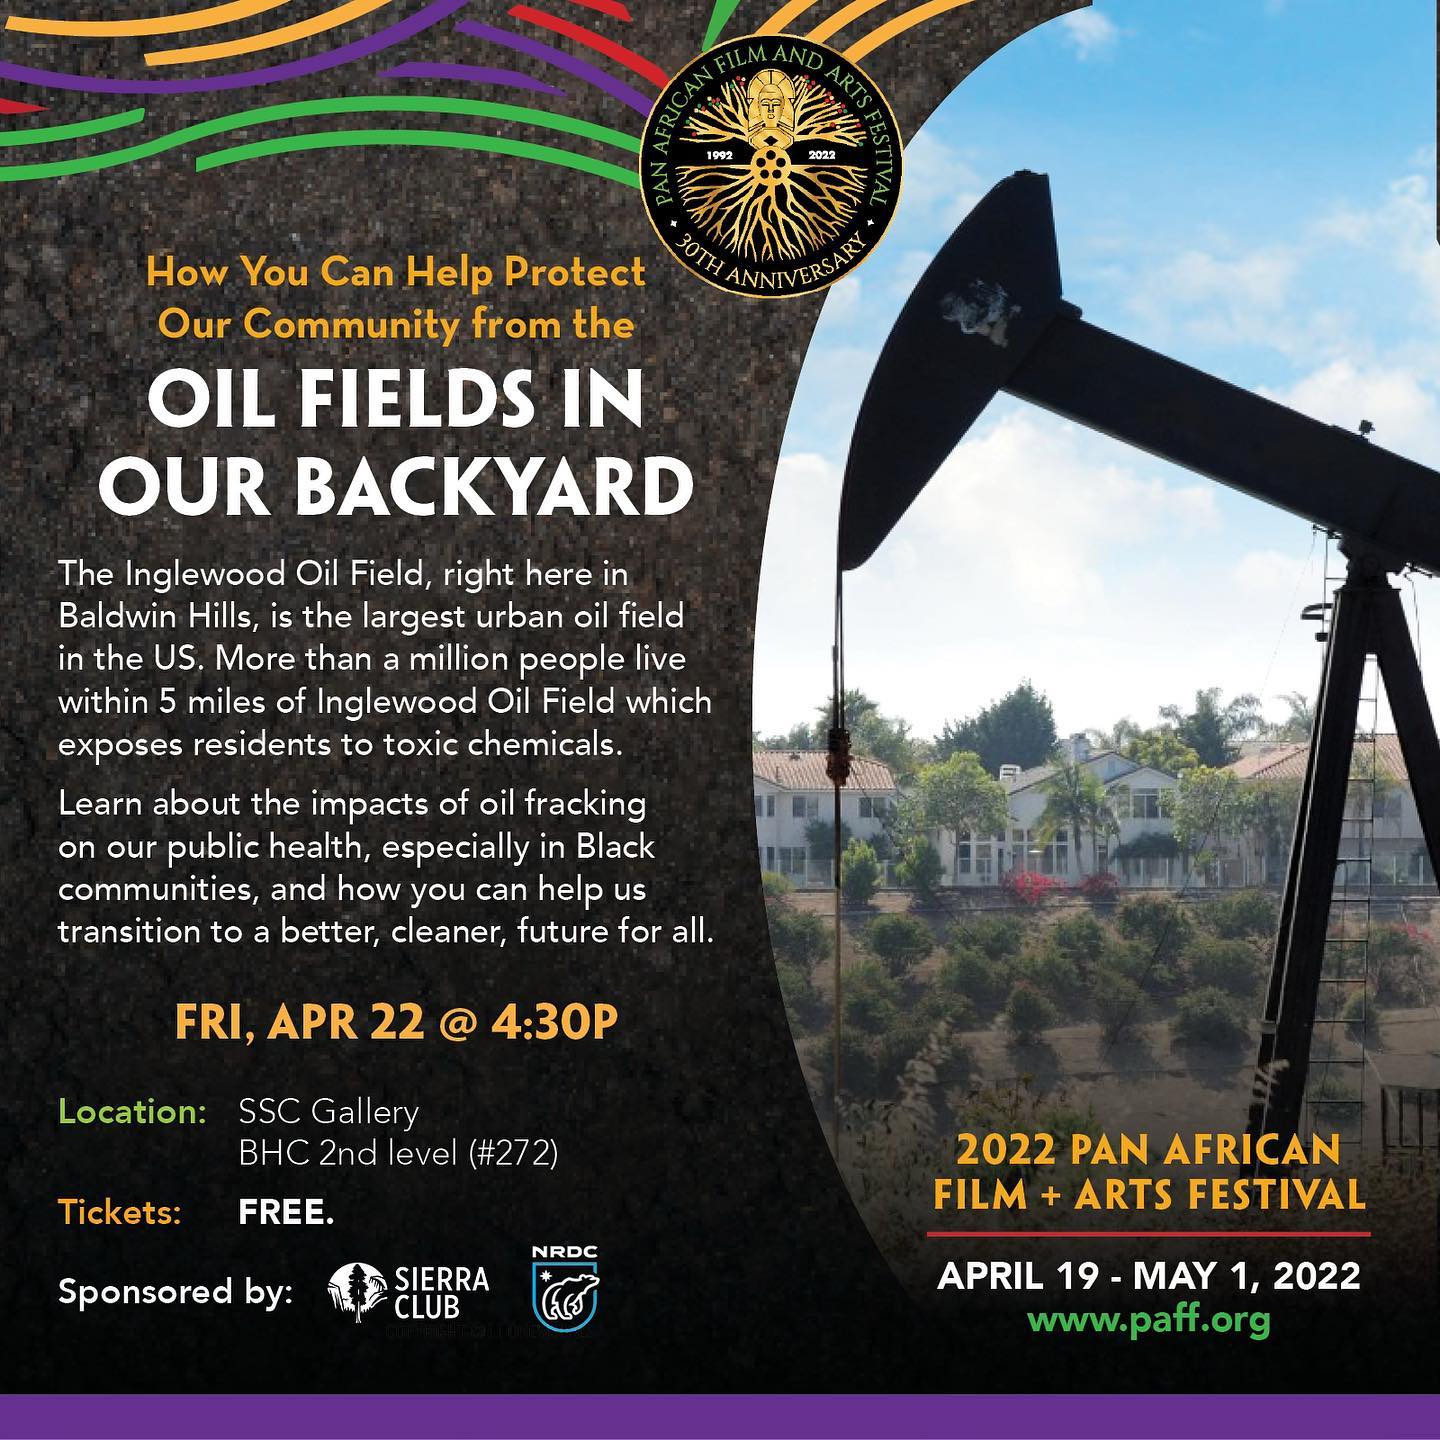 PAN AFRICAN FILM AND ARTS FESTIVAL
1992 2022
30TH ANNIVERSARY
How You Can Help Protect
Our Community from the
OIL FIELDS IN
OUR BACKYARD
The Inglewood Oil Field, right here in
Baldwin Hills, is the largest urban oil field
in the US. More than a million people live
within 5 miles of Inglewood Oil Field which
exposes residents to toxic chemicals.
Learn about the impacts of oil fracking
on our public health, especially in Black
communities, and how you can help us
transition to a better, cleaner, future for all.
FRI, APR 22 @ 4:30P
Location: SSC Gallery
BHC 2nd level (#272)
Tickets: FREE.
Sponsored by:
SIERRA
CLUB
NRDC
2022 PAN AFRICAN
FILM + ARTS FESTIVAL
APRIL 19 - MAY 1, 2022
www.paff.org